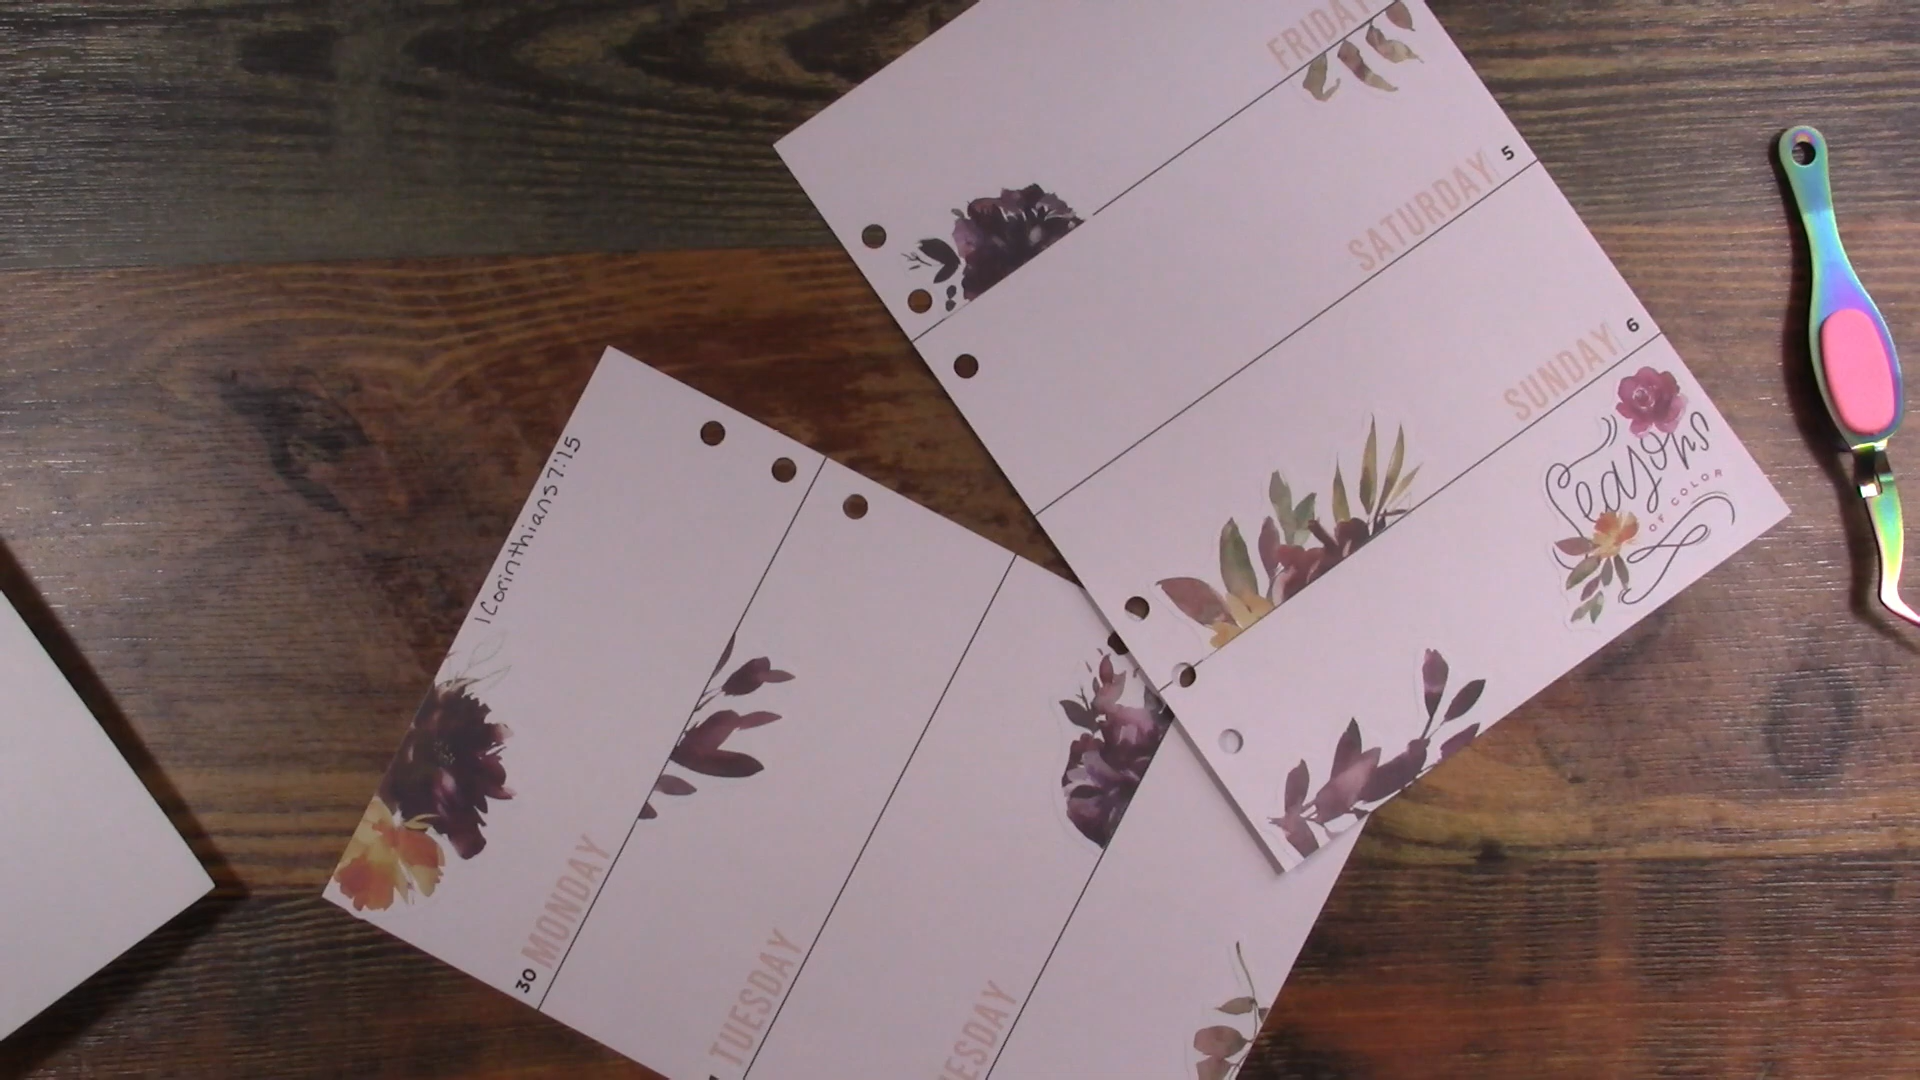 1 Corinthians 7:15
30 MONDAY
TUESDAY
FRIDAY
5 SATURDAY
6 SUNDAY
Seasons
OF COLOR